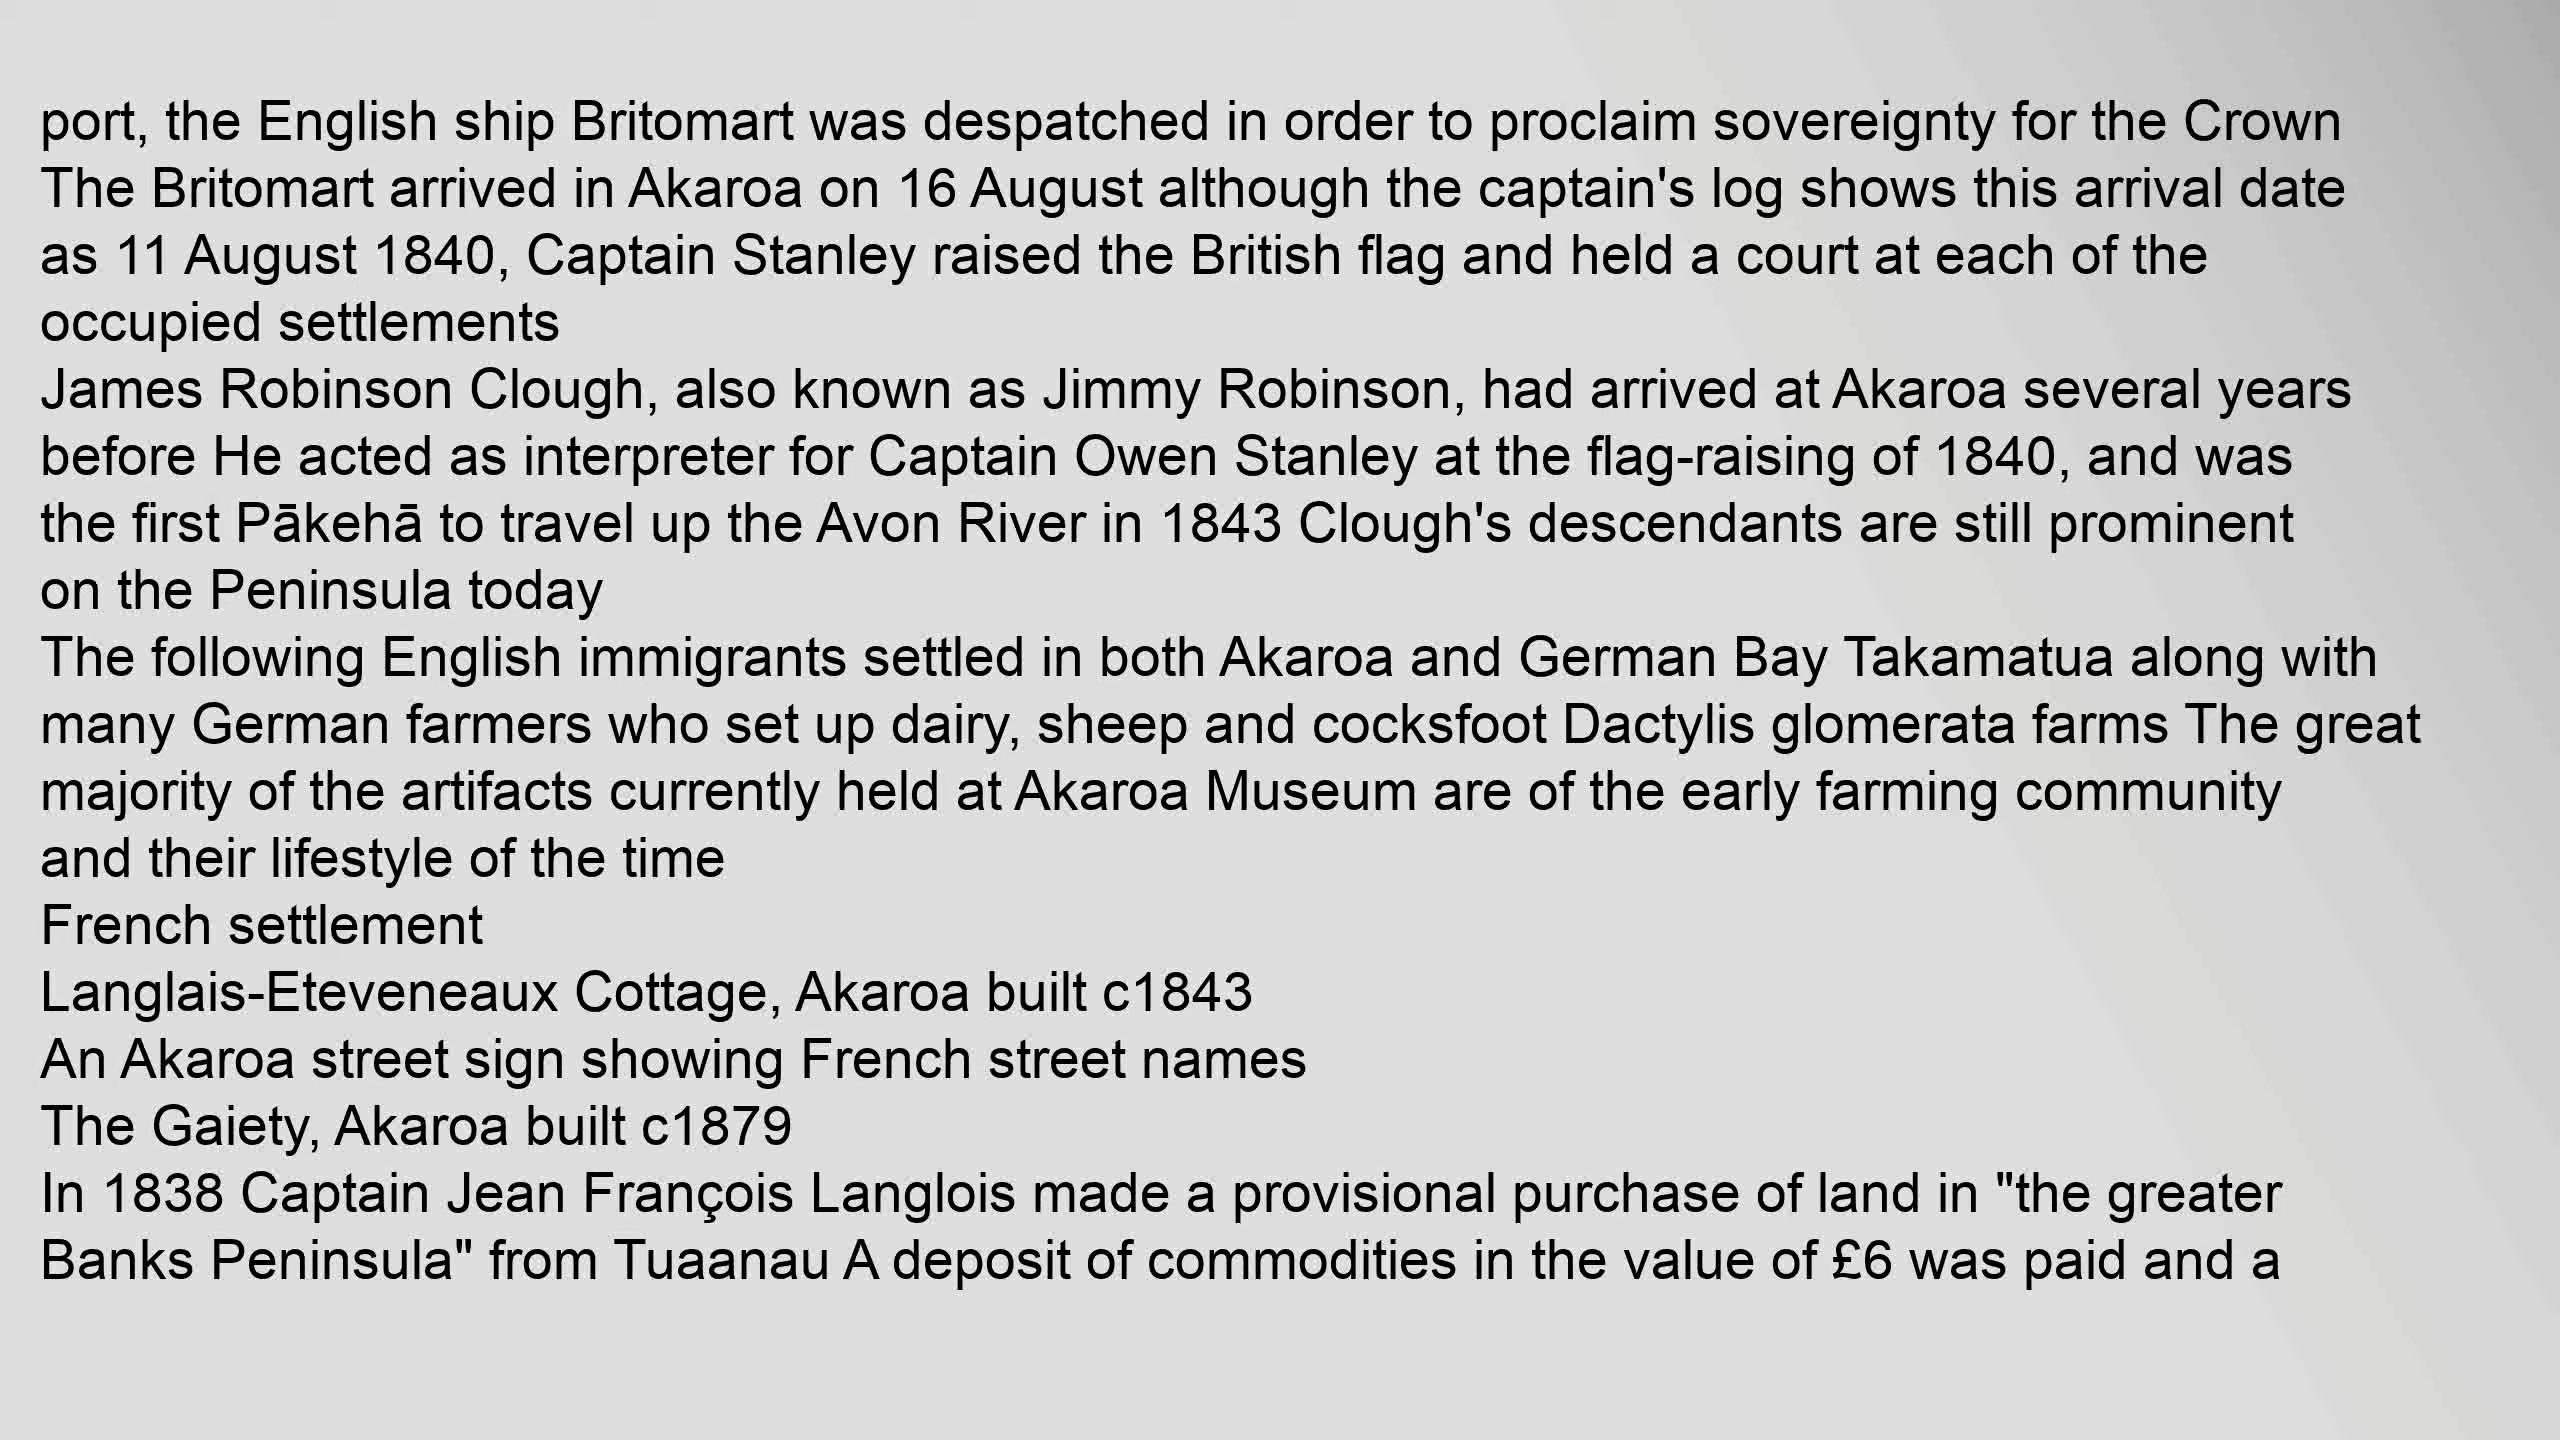 port, the English ship Britomart was despatched in order to proclaim sovereignty for the Crown
The Britomart arrived in Akaroa on 16 August although the captain's log shows this arrival date
as 11 August 1840, Captain Stanley raised the British flag and held a court at each of the
occupied settlements
James Robinson Clough, also known as Jimmy Robinson, had arrived at Akaroa several years
before He acted as interpreter for Captain Owen Stanley at the flag-raising of 1840, and was
the first Pākehā to travel up the Avon River in 1843 Clough's descendants are still prominent
on the Peninsula today
The following English immigrants settled in both Akaroa and German Bay Takamatua along with
many German farmers who set up dairy, sheep and cocksfoot Dactylis glomerata farms The great
majority of the artifacts currently held at Akaroa Museum are of the early farming community
and their lifestyle of the time
French settlement
Langlais-Eteveneaux Cottage, Akaroa built c1843
An Akaroa street sign showing French street names
The Gaiety, Akaroa built c1879
In 1838 Captain Jean François Langlois made a provisional purchase of land in "the greater
Banks Peninsula" from Tuaanau A deposit of commodities in the value of £6 was paid and a